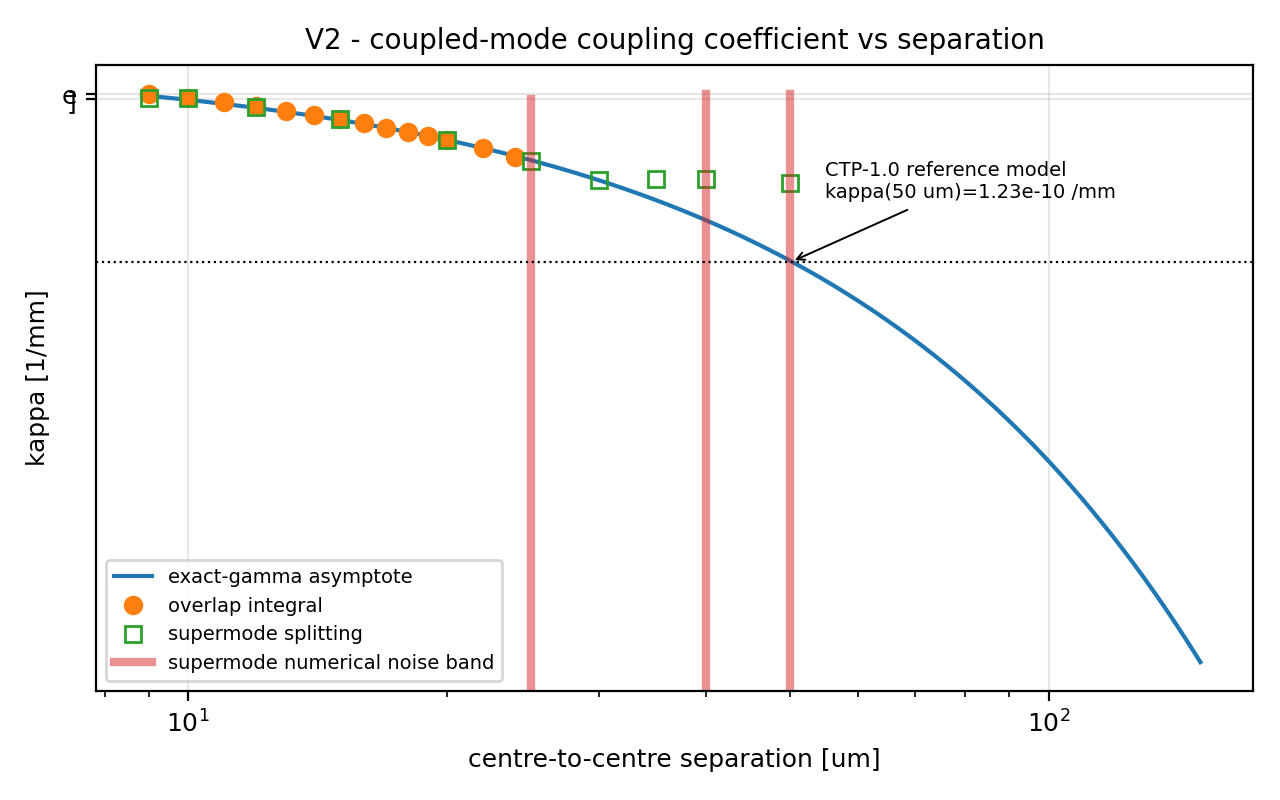 V2 - coupled-mode coupling coefficient vs separation
kappa [1/mm]
CTP-1.0 reference model
kappa(50 um)=1.23e-10 /mm
exact-gamma asymptote
overlap integral
supermode splitting
supermode numerical noise band
10¹ 10²
centre-to-centre separation [um]